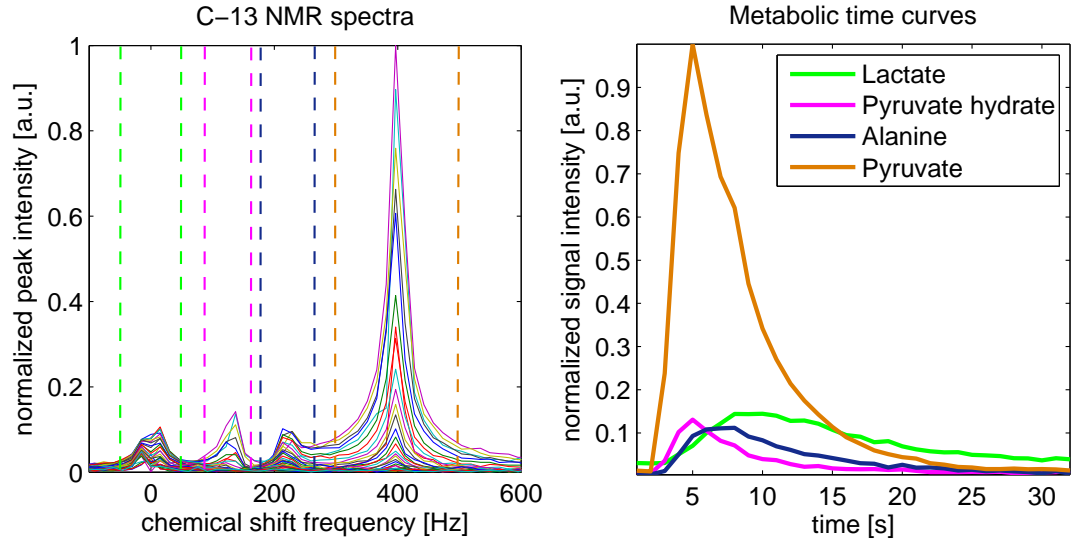 C−13 NMR spectra
normalized peak intensity [a.u.]
1
0.8
0.6
0.4
0.2
0
0
200
400
600
chemical shift frequency [Hz]
Metabolic time curves
normalized signal intensity [a.u.]
0.9
0.8
0.7
0.6
0.5
0.4
0.3
0.2
0.1
5
10
15
20
25
30
time [s]
Lactate
Pyruvate hydrate
Alanine
Pyruvate